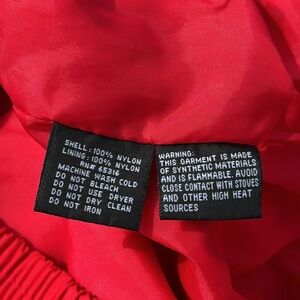 SHELL: 100% NYLON
LINING: 100% NYLON
RN# 65316
MACHINE WASH COLD
DO NOT BLEACH
DO NOT USE DRYER
DO NOT DRY CLEAN
DO NOT IRON
WARNING:
THIS GARMENT IS MADE
OF SYNTHETIC MATERIALS
AND IS FLAMMABLE. AVOID
CLOSE CONTACT WITH STOVES
AND OTHER HIGH HEAT
SOURCES